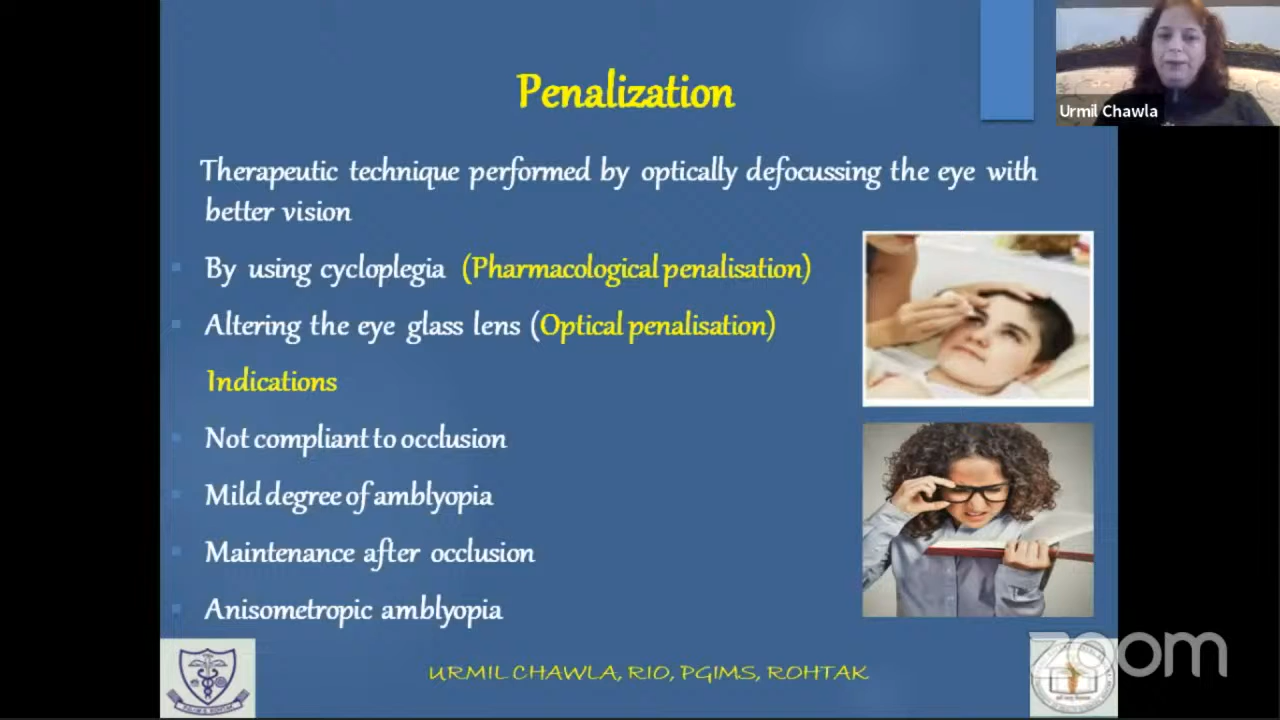 Penalization
Urmil Chawla
Therapeutic technique performed by optically defocussing the eye with
better vision
By using cycloplegia (Pharmacological penalisation)
Altering the eye glass lens (Optical penalisation)
Indications
Not compliant to occlusion
Mild degree of amblyopia
Maintenance after occlusion
Anisometropic amblyopia
URMIL CHAWLA, RIO, PGIMS, ROHTAK
zoom